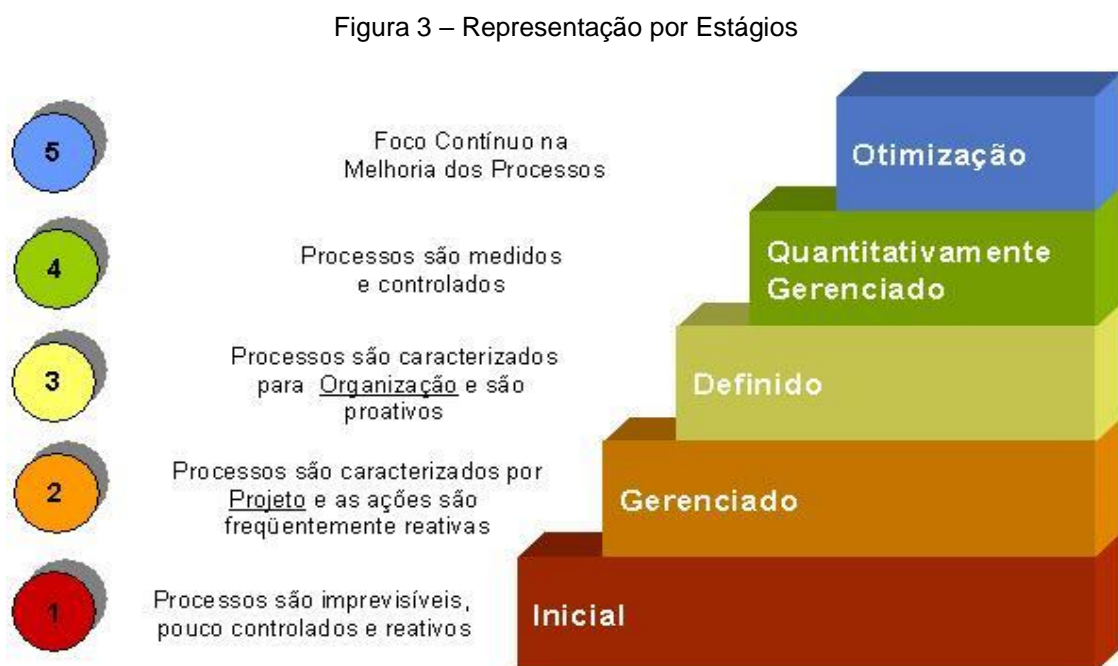 Figura 3 – Representação por Estágios
5
Foco Contínuo na
Melhoria dos Processos
Otimização
4
Processos são medidos
e controlados
Quantitativamente
Gerenciado
3
Processos são caracterizados
para Organização e são
proativos
Definido
2
Processos são caracterizados por
Projeto e as ações são
freqüentemente reativas
Gerenciado
1
Processos são imprevisíveis,
pouco controlados e reativos
Inicial